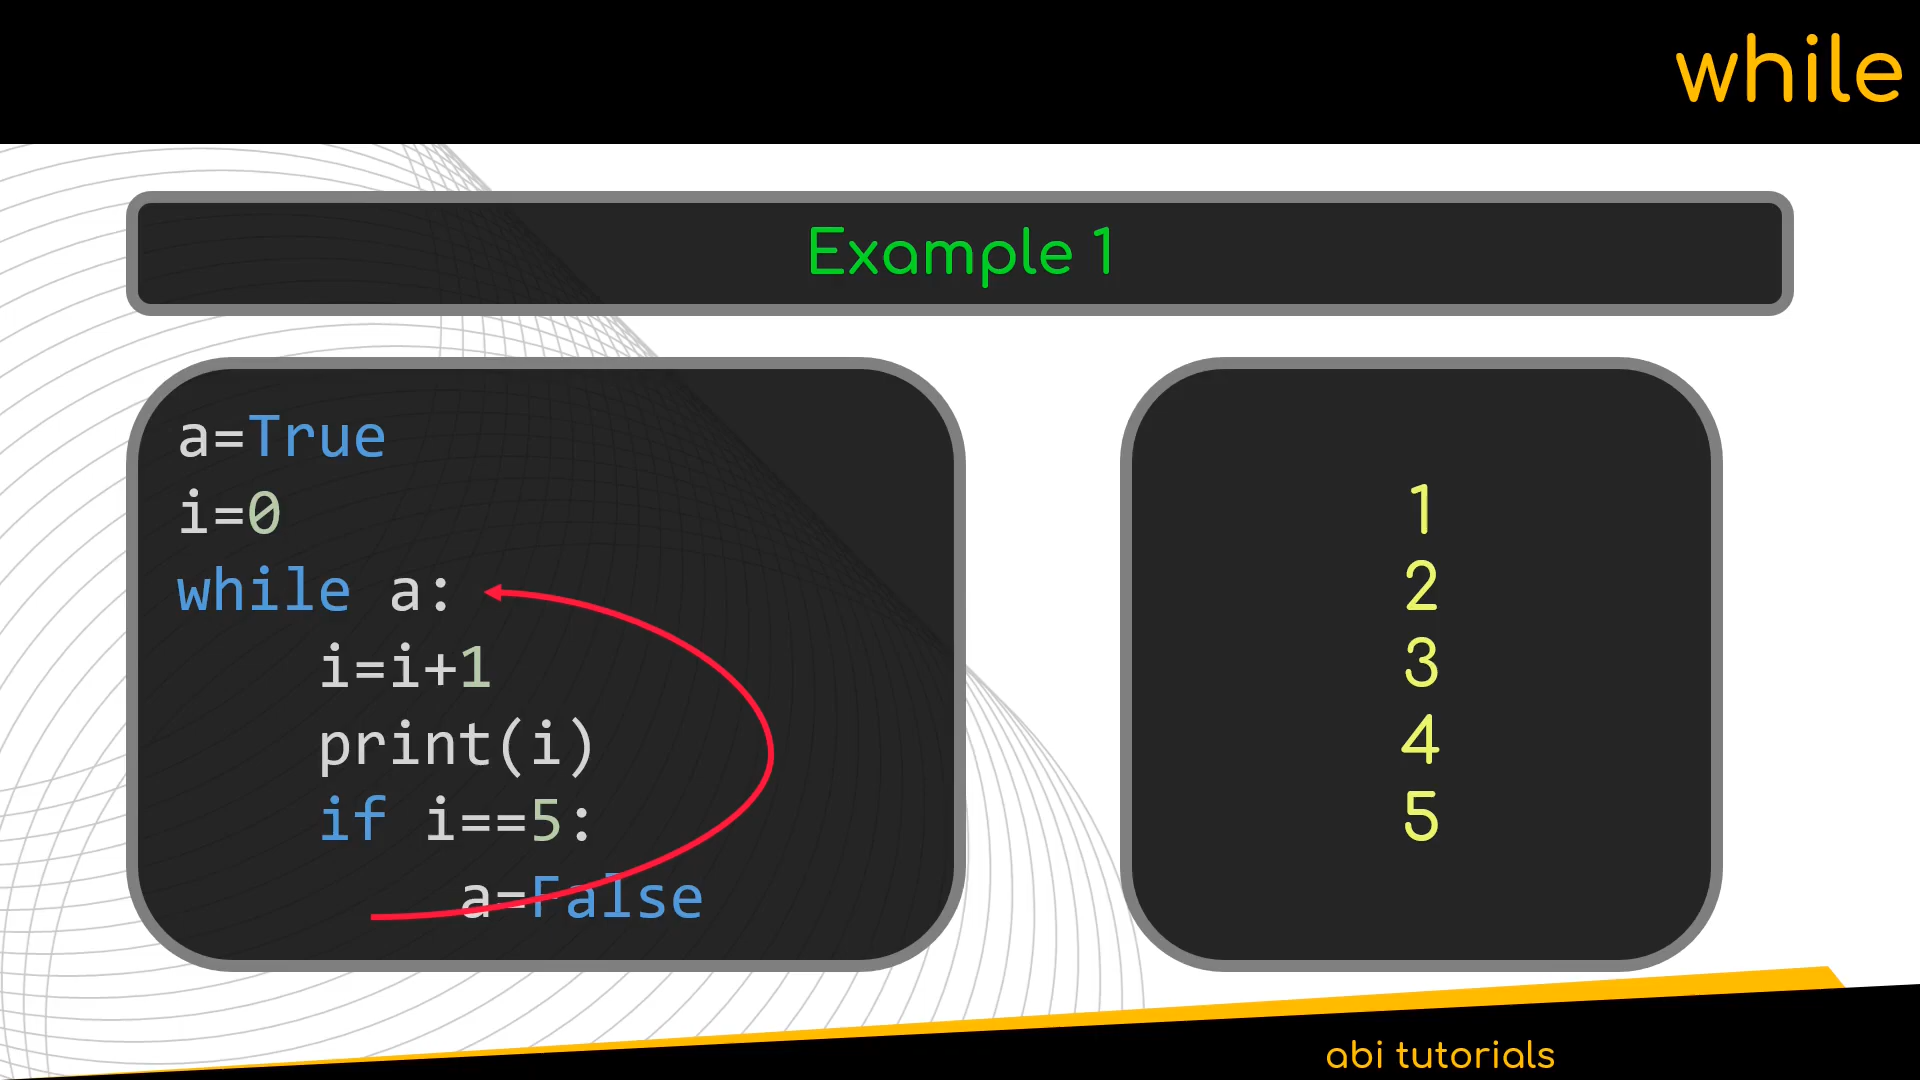 while
Example 1
a=True
i=0
while a:
    i=i+1
    print(i)
    if i==5:
        a=False
1
2
3
4
5
abi tutorials